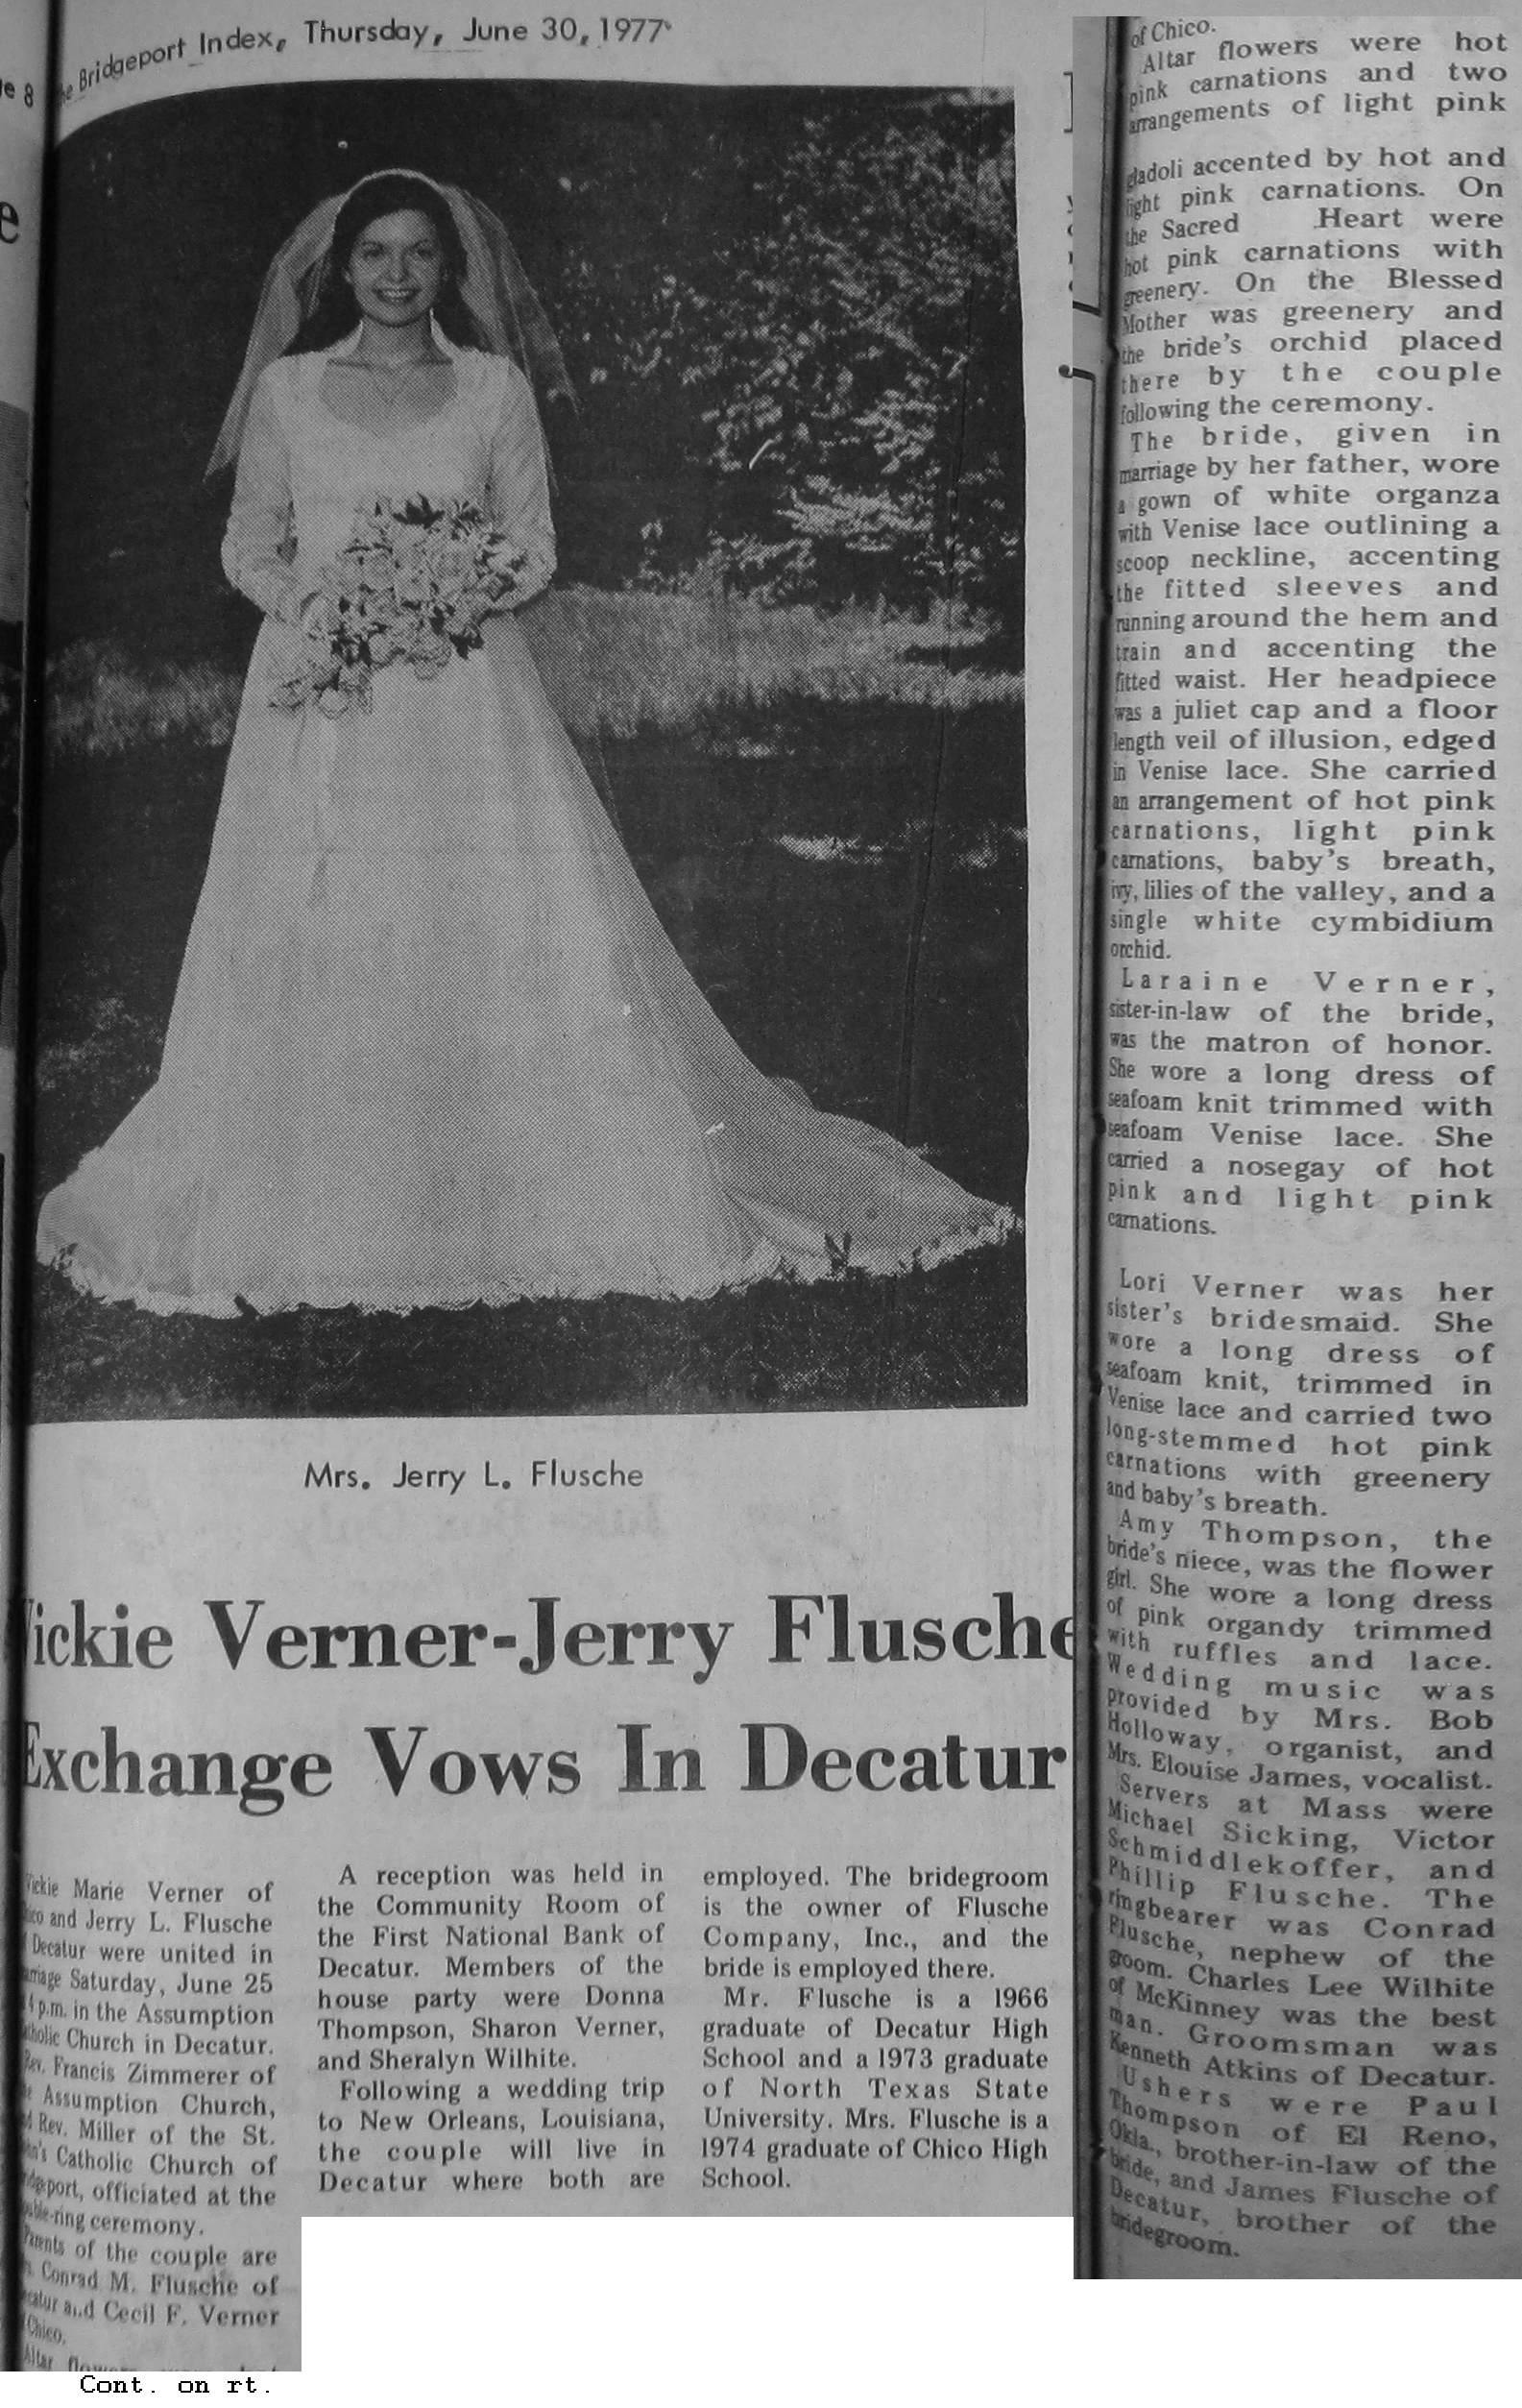 e 8
e Bridgeport Index, Thursday, June 30, 1977
e
Mrs. Jerry L. Flusche
Vickie Verner-Jerry Flusche
Exchange Vows In Decatur
Vickie Marie Verner of
ico and Jerry L. Flusche
Decatur were united in
arriage Saturday, June 25
4 p.m. in the Assumption
tholic Church in Decatur.
Rev. Francis Zimmerer of
e Assumption Church,
d Rev. Miller of the St.
hn's Catholic Church of
idgeport, officiated at the
uble-ring ceremony.
Parents of the couple are
Conrad M. Flusche of
catur and Cecil F. Verner
Chico.
Altar
Cont. on rt.
A reception was held in
the Community Room of
the First National Bank of
Decatur. Members of the
house party were Donna
Thompson, Sharon Verner,
and Sheralyn Wilhite.
Following a wedding trip
to New Orleans, Louisiana,
the couple will live in
Decatur where both are
employed. The bridegroom
is the owner of Flusche
Company, Inc., and the
bride is employed there.
Mr. Flusche is a 1966
graduate of Decatur High
School and a 1973 graduate
of North Texas State
University. Mrs. Flusche is a
1974 graduate of Chico High
School.
of Chico.
Altar flowers were hot
pink carnations and two
arrangements of light pink
gladoli accented by hot and
light pink carnations. On
the Sacred Heart were
hot pink carnations with
greenery. On the Blessed
Mother was greenery and
the bride's orchid placed
there by the couple
following the ceremony.
The bride, given in
marriage by her father, wore
a gown of white organza
with Venise lace outlining a
scoop neckline, accenting
the fitted sleeves and
running around the hem and
train and accenting the
fitted waist. Her headpiece
was a juliet cap and a floor
length veil of illusion, edged
in Venise lace. She carried
an arrangement of hot pink
carnations, light pink
carnations, baby's breath,
ivy, lilies of the valley, and a
single white cymbidium
orchid.
Laraine Verner,
sister-in-law of the bride,
was the matron of honor.
She wore a long dress of
seafoam knit trimmed with
seafoam Venise lace. She
carried a nosegay of hot
pink and light pink
carnations.
Lori Verner was her
sister's bridesmaid. She
wore a long dress of
seafoam knit, trimmed in
Venise lace and carried two
long-stemmed hot pink
carnations with greenery
and baby's breath.
Amy Thompson, the
bride's niece, was the flower
girl. She wore a long dress
of pink organdy trimmed
with ruffles and lace.
Wedding music was
provided by Mrs. Bob
Holloway, organist, and
Mrs. Elouise James, vocalist.
Servers at Mass were
Michael Sicking, Victor
Schmiddlekoffer, and
Phillip Flusche. The
ringbearer was Conrad
Flusche, nephew of the
groom. Charles Lee Wilhite
of McKinney was the best
man. Groomsman was
Kenneth Atkins of Decatur.
Ushers were Paul
Thompson of El Reno,
Okla., brother-in-law of the
bride, and James Flusche of
Decatur, brother of the
bridegroom.